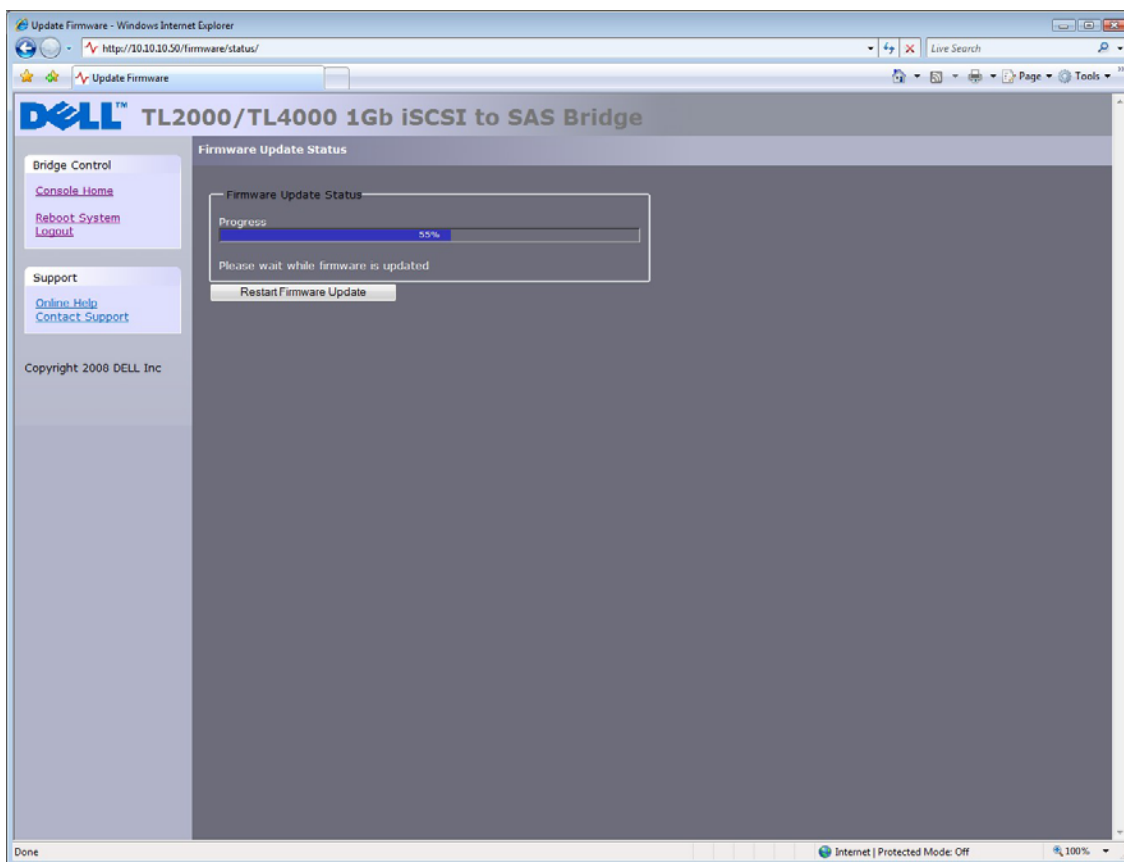 Update Firmware - Windows Internet Explorer
http://10.10.10.50/firmware/status/
Live Search
Update Firmware
Page
Tools
DELL™ TL2000/TL4000 1Gb iSCSI to SAS Bridge
Firmware Update Status
Bridge Control
Console Home
Reboot System
Logout
Firmware Update Status
Progress
55%
Please wait while firmware is updated
Restart Firmware Update
Support
Online Help
Contact Support
Copyright 2008 DELL Inc
Done
Internet | Protected Mode: Off
100%